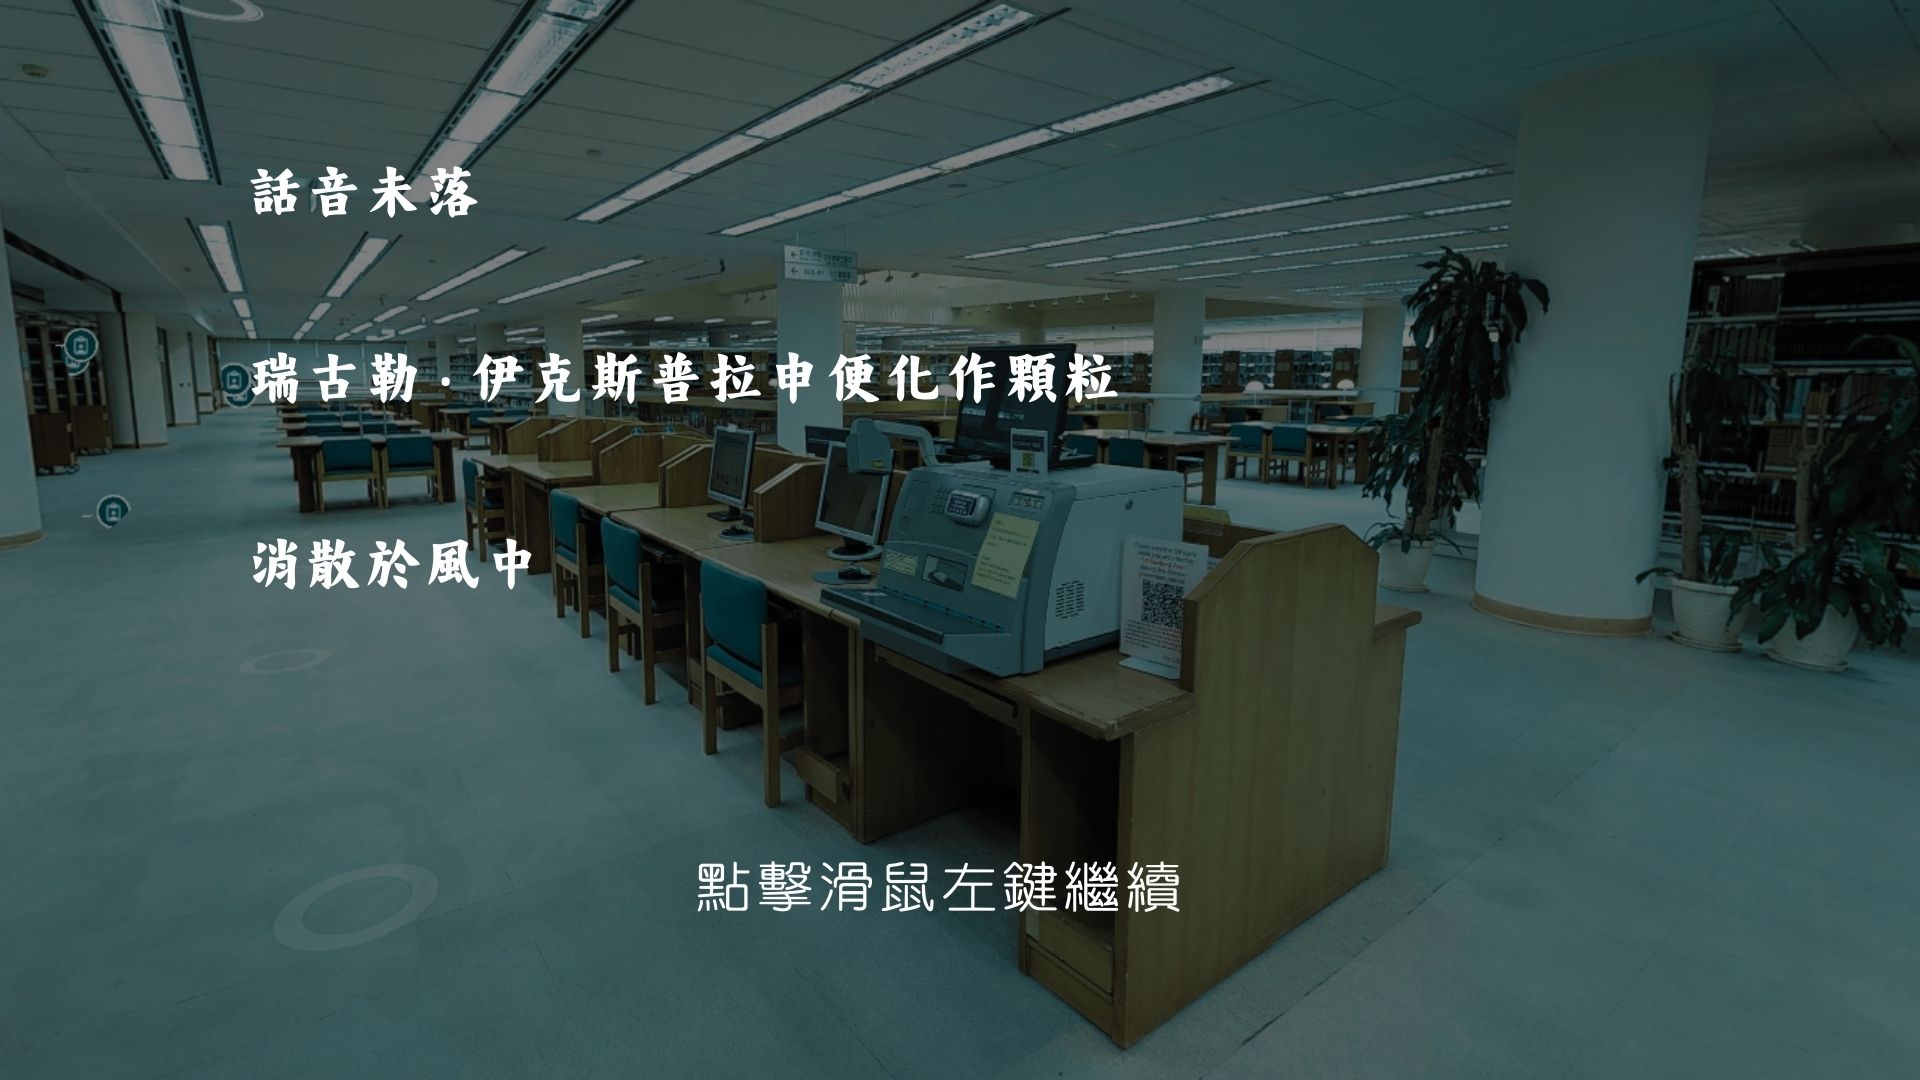 話音未落
瑞古勒·伊克斯普拉申便化作顆粒
消散於風中
點擊滑鼠左鍵繼續